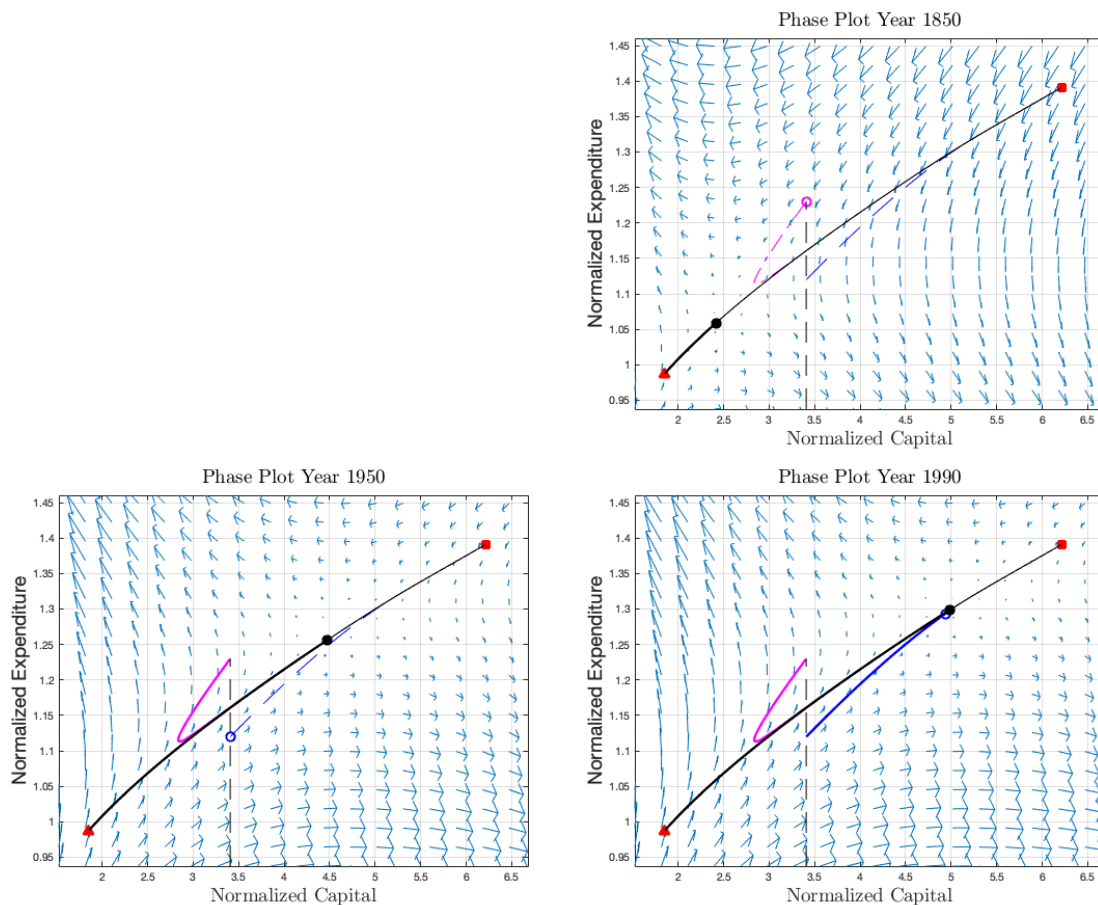 Phase Plot Year 1850
Normalized Expenditure
1.45
1.4
1.35
1.3
1.25
1.2
1.15
1.1
1.05
1
0.95
2 2.5 3 3.5 4 4.5 5 5.5 6 6.5
Normalized Capital
Phase Plot Year 1950
Normalized Expenditure
1.45
1.4
1.35
1.3
1.25
1.2
1.15
1.1
1.05
1
0.95
2 2.5 3 3.5 4 4.5 5 5.5 6 6.5
Normalized Capital
Phase Plot Year 1990
Normalized Expenditure
1.45
1.4
1.35
1.3
1.25
1.2
1.15
1.1
1.05
1
0.95
2 2.5 3 3.5 4 4.5 5 5.5 6 6.5
Normalized Capital